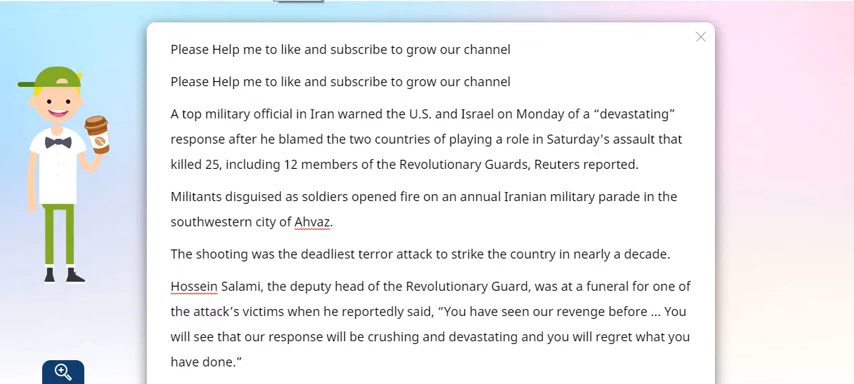 Please Help me to like and subscribe to grow our channel
Please Help me to like and subscribe to grow our channel
A top military official in Iran warned the U.S. and Israel on Monday of a “devastating”
response after he blamed the two countries of playing a role in Saturday's assault that
killed 25, including 12 members of the Revolutionary Guards, Reuters reported.
Militants disguised as soldiers opened fire on an annual Iranian military parade in the
southwestern city of Ahvaz.
The shooting was the deadliest terror attack to strike the country in nearly a decade.
Hossein Salami, the deputy head of the Revolutionary Guard, was at a funeral for one of
the attack’s victims when he reportedly said, “You have seen our revenge before ... You
will see that our response will be crushing and devastating and you will regret what you
have done.”